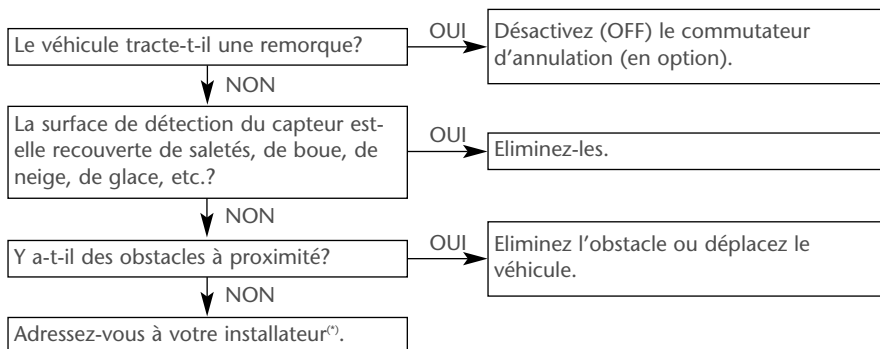 Le véhicule tracte-t-il une remorque?
OUI
Désactivez (OFF) le commutateur
d'annulation (en option).
NON
La surface de détection du capteur est-
elle recouverte de saletés, de boue, de
neige, de glace, etc.?
OUI
Eliminez-les.
NON
Y a-t-il des obstacles à proximité?
OUI
Eliminez l'obstacle ou déplacez le
véhicule.
NON
Adressez-vous à votre installateur(*).